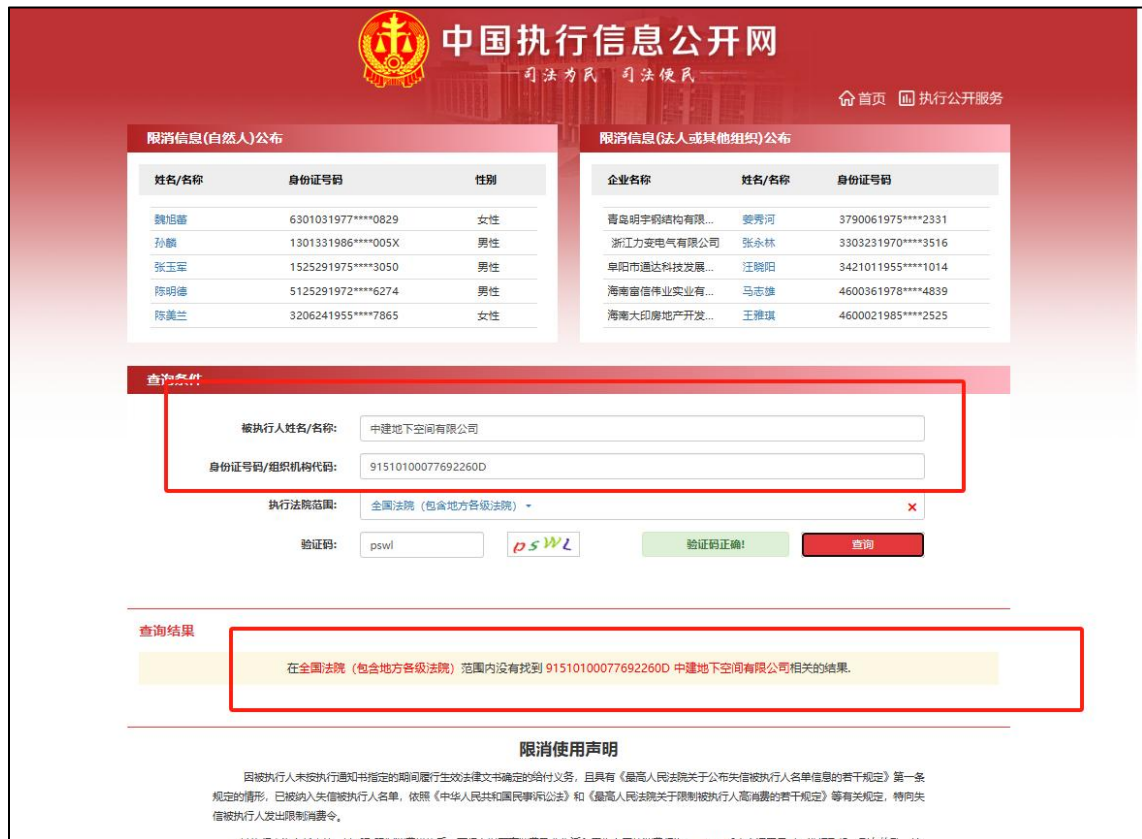 中国执行信息公开网
司法为民 司法便民
首页 执行公开服务
限消信息(自然人)公布
姓名/名称 身份证号码 性别
魏旭蕾 6301031977****0829 女性
孙麟 1301331986****005X 男性
张玉军 1525291975****3050 男性
陈明德 5125291972****6274 男性
陈美兰 3206241955****7865 女性
限消信息(法人或其他组织)公布
企业名称 姓名/名称 身份证号码
青岛明宇钢结构有限... 姜秀河 3790061975****2331
浙江力变电气有限公司 张永林 3303231970****3516
阜阳市通达科技发展... 汪晓阳 3421011955****1014
海南富信伟业实业有... 马志雄 4600361978****4839
海南大印房地产开发... 王雅琪 4600021985****2525
查询条件
被执行人姓名/名称: 中建地下空间有限公司
身份证号码/组织机构代码: 91510100077692260D
执行法院范围: 全国法院（包含地方各级法院）
验证码: pswl psWL 验证码正确! 查询
查询结果
在全国法院（包含地方各级法院）范围内没有找到 91510100077692260D 中建地下空间有限公司相关的结果.
限消使用声明
因被执行人未按执行通知书指定的期间履行生效法律文书确定的给付义务，且具有《最高人民法院关于公布失信被执行人名单信息的若干规定》第一条
规定的情形，已被纳入失信被执行人名单，依照《中华人民共和国民事诉讼法》和《最高人民法院关于限制被执行人高消费的若干规定》等有关规定，特向失
信被执行人发出限制消费令。